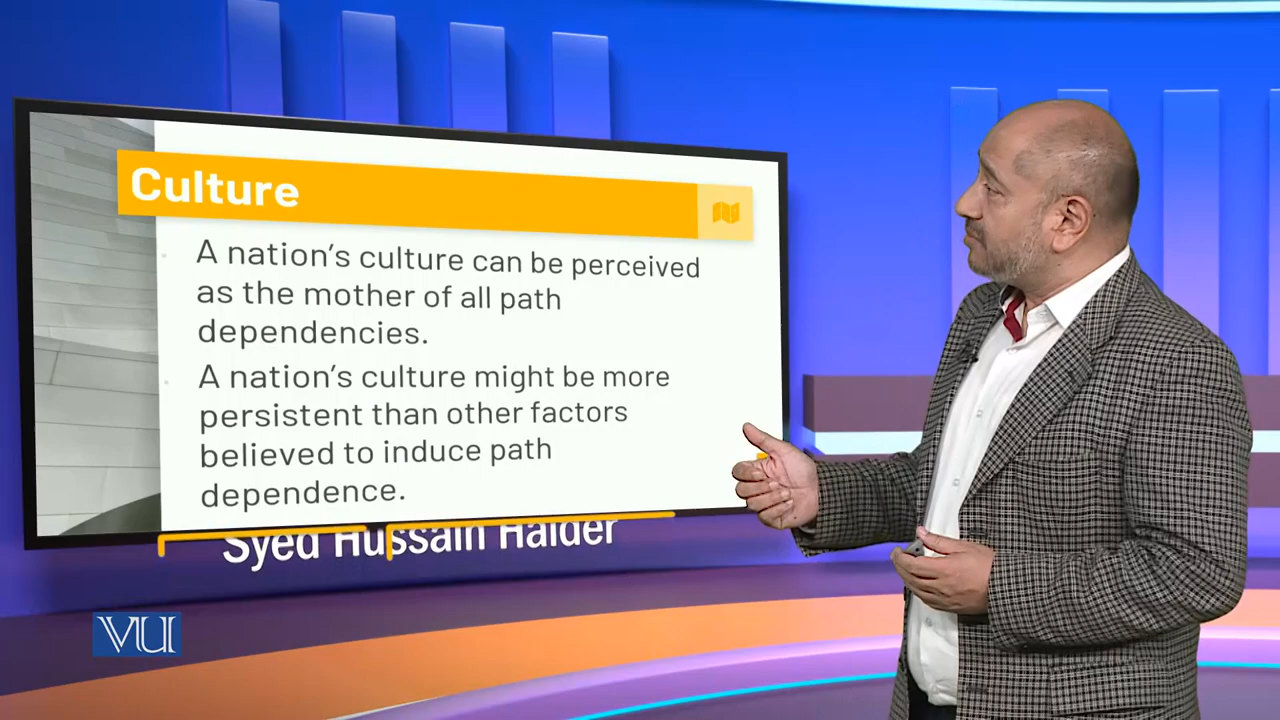 Culture
A nation's culture can be perceived
as the mother of all path
dependencies.
A nation's culture might be more
persistent than other factors
believed to induce path
dependence.
Syed Hussain Haider
VU